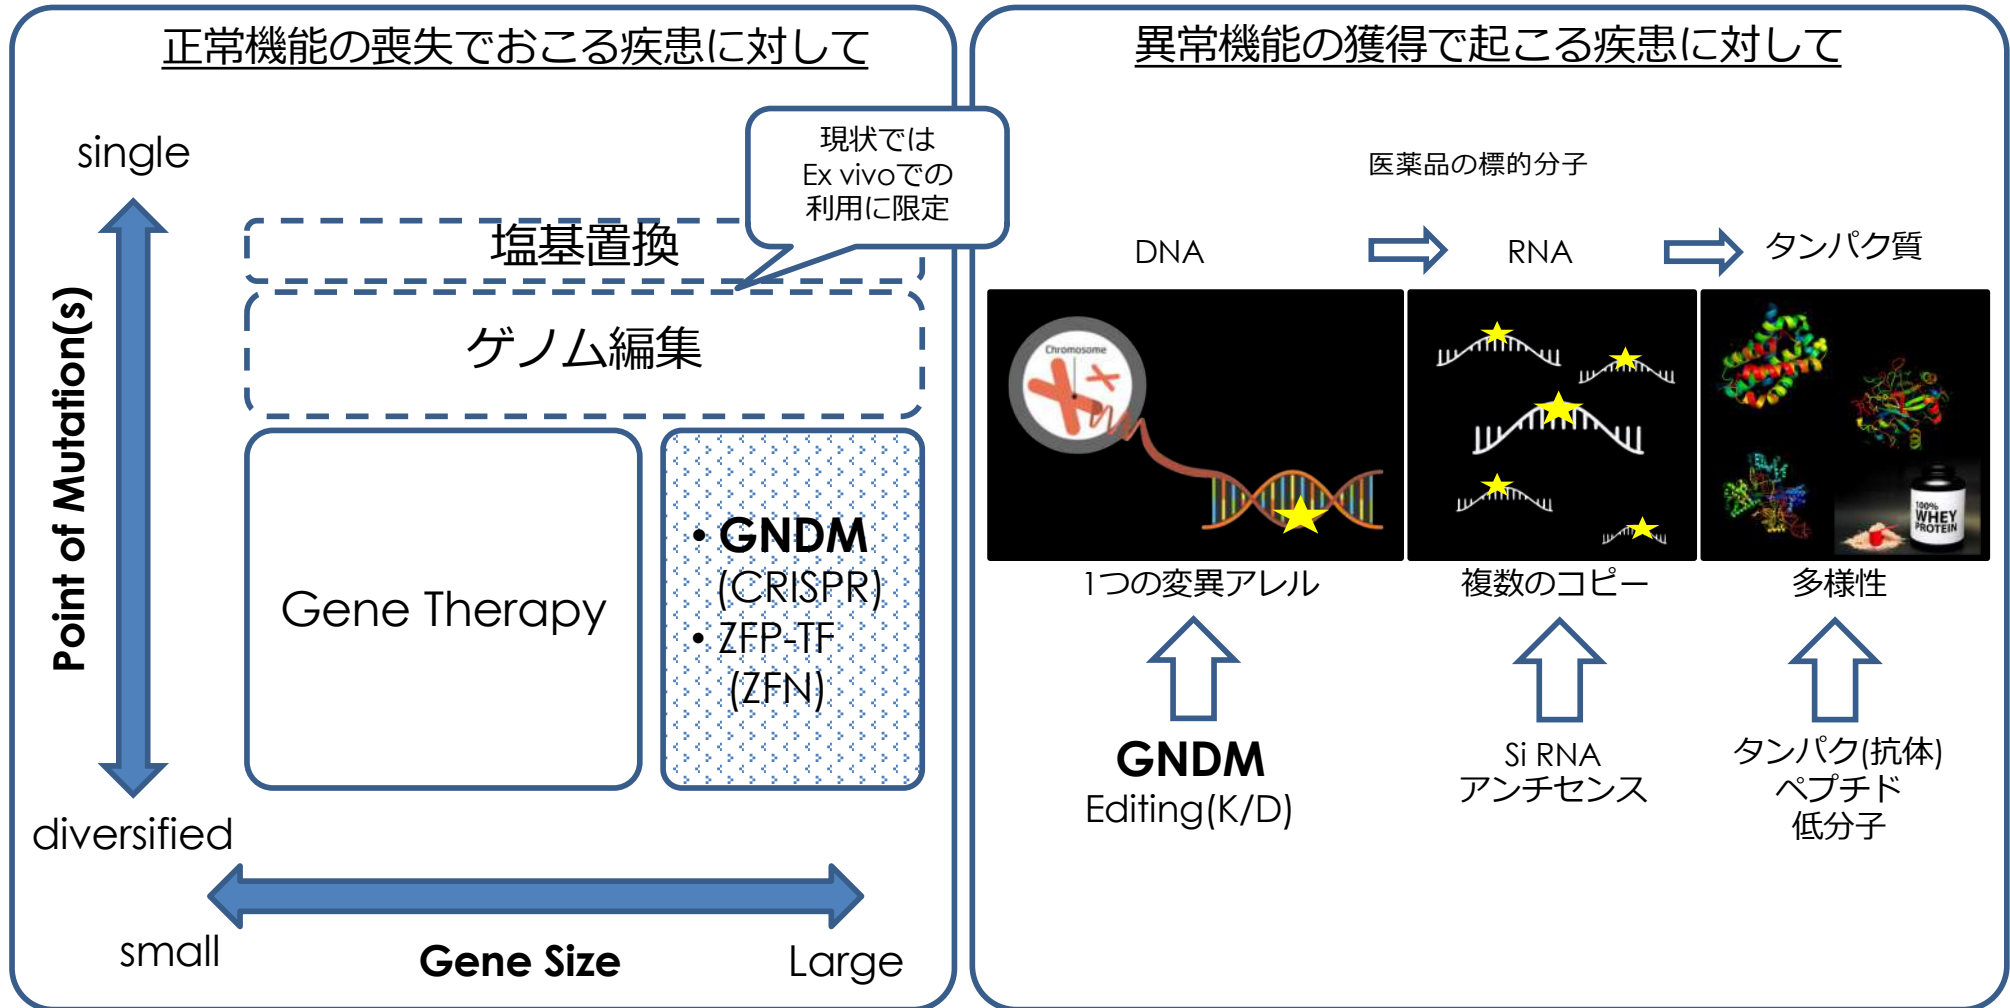 正常機能の喪失でおこる疾患に対して
現状では
Ex vivoでの
利用に限定
single
塩基置換
ゲノム編集
Point of Mutation(s)
Gene Therapy
• GNDM
(CRISPR)
• ZFP-TF
(ZFN)
diversified
small
Gene Size
Large
異常機能の獲得で起こる疾患に対して
医薬品の標的分子
DNA
RNA
タンパク質
Chromosome
100%
WHEY
PROTEIN
1つの変異アレル
複数のコピー
多様性
GNDM
Editing(K/D)
Si RNA
アンチセンス
タンパク(抗体)
ペプチド
低分子